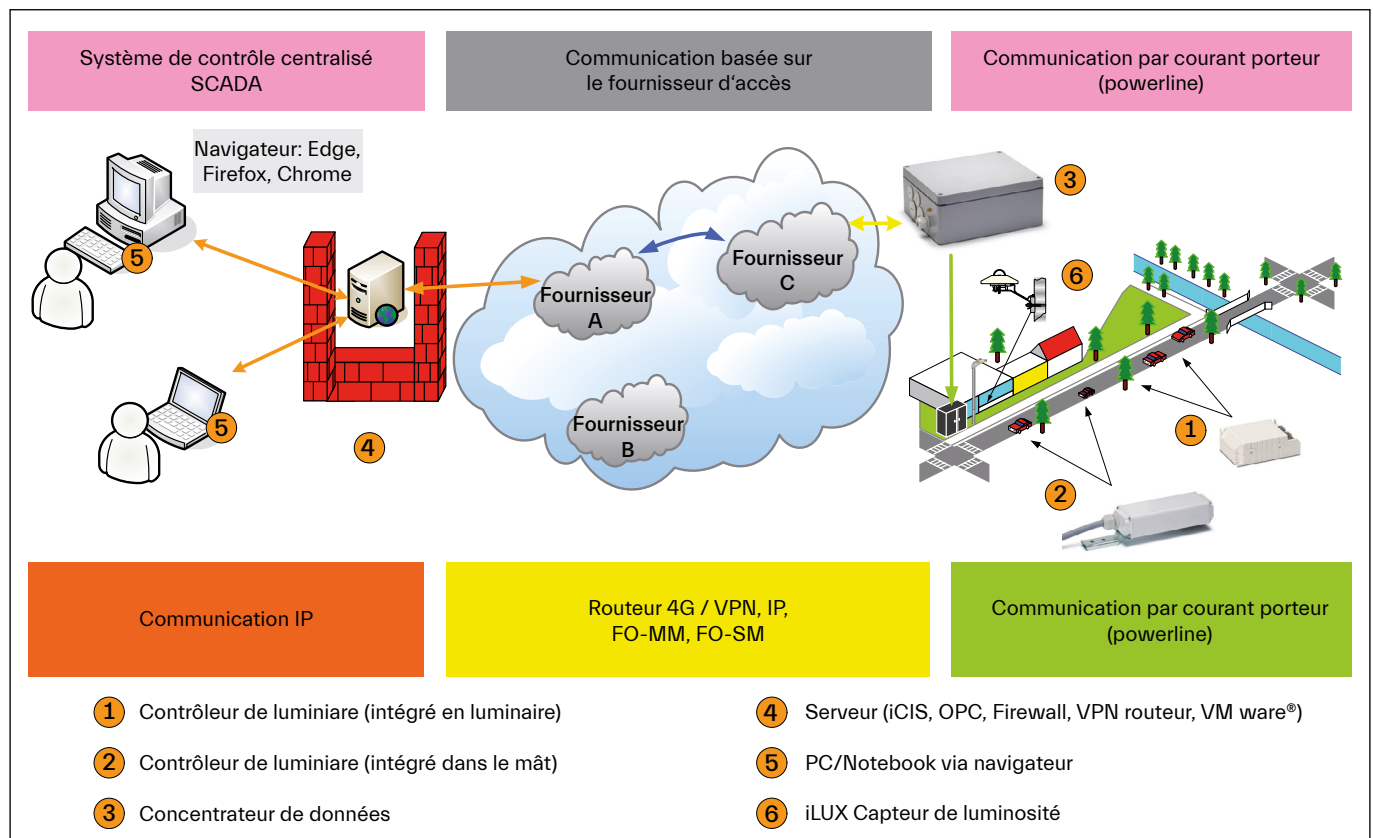 Système de contrôle centralisé
SCADA
Communication basée sur
le fournisseur d‘accès
Communication par courant porteur
(powerline)
Navigateur: Edge,
Firefox, Chrome
5
5
4
Fournisseur
A
Fournisseur
C
Fournisseur
B
3
6
1
2
Communication IP
Routeur 4G / VPN, IP,
FO-MM, FO-SM
Communication par courant porteur
(powerline)
1 Contrôleur de luminiare (intégré en luminaire)
2 Contrôleur de luminiare (intégré dans le mât)
3 Concentrateur de données
4 Serveur (iCIS, OPC, Firewall, VPN routeur, VM ware®)
5 PC/Notebook via navigateur
6 iLUX Capteur de luminosité